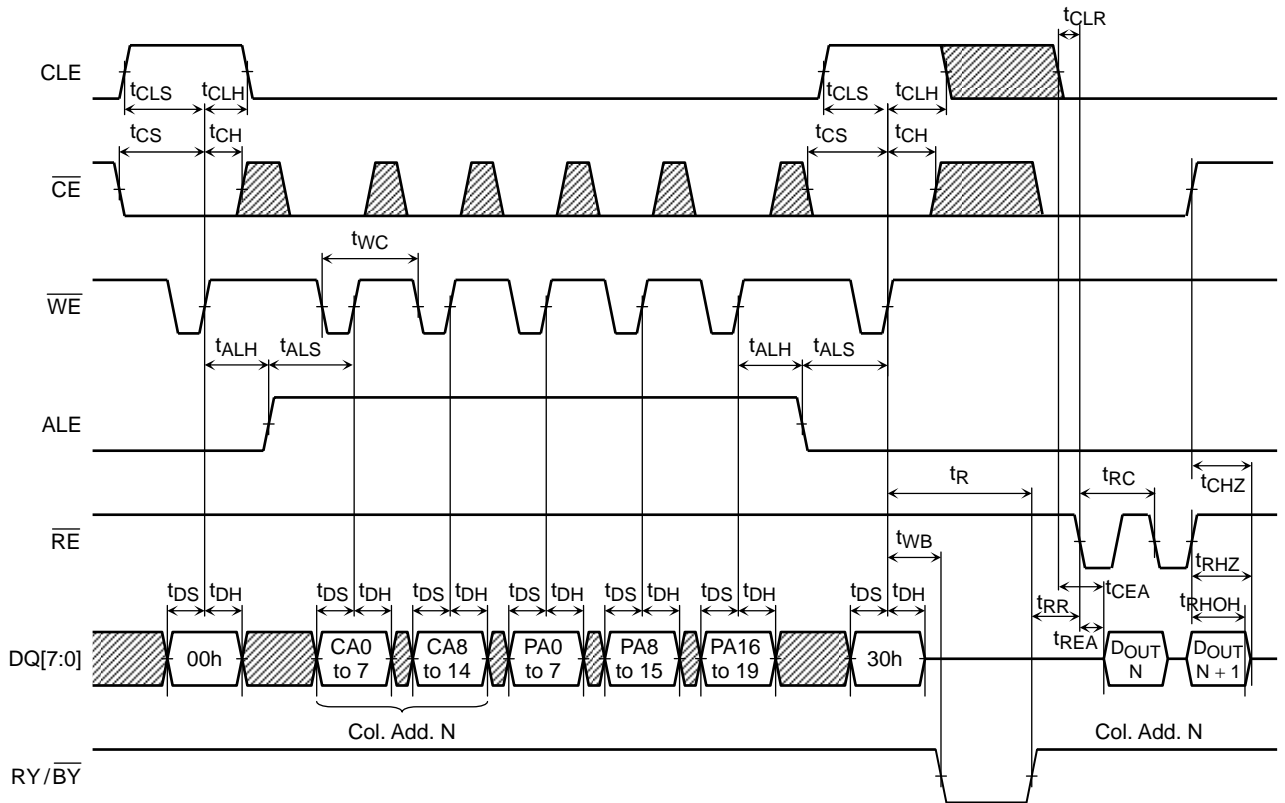 tCLR
CLE
tCLS tCLH tCLS tCLH
tCS tCH tCS tCH
CE
tWC
WE
tALH tALS tALH tALS
ALE
tR tRC tCHZ
RE
tWB tRHZ
tDS tDH tDS tDH tDS tDH tDS tDH tDS tDH tDS tDH tDS tDH tCEA
tRR tRHOH
tREA
DQ[7:0] 00h CA0 to 7 CA8 to 14 PA0 to 7 PA8 to 15 PA16 to 19 30h DOUT N DOUT N + 1
Col. Add. N Col. Add. N
RY/BY